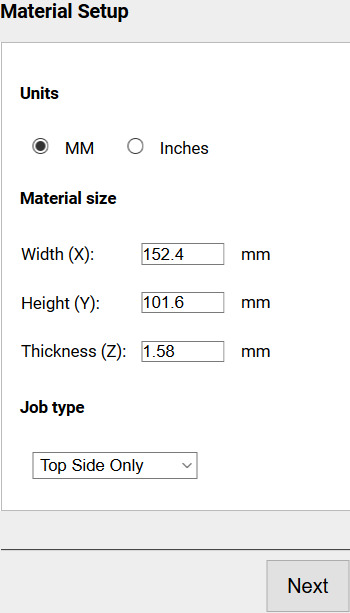 Material Setup
Units
MM Inches
Material size
Width (X): 152.4 mm
Height (Y): 101.6 mm
Thickness (Z): 1.58 mm
Job type
Top Side Only
Next